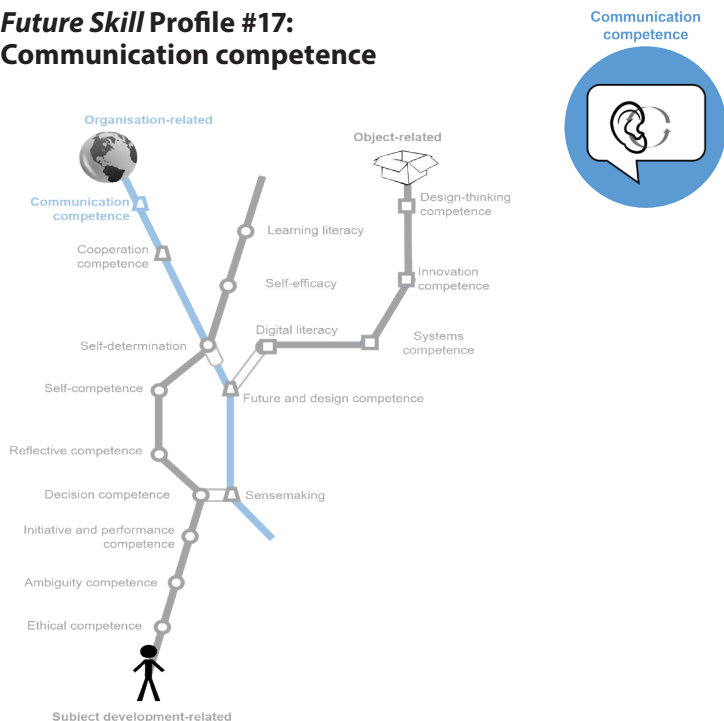 Future Skill Profile #17:
Communication competence
Communication
competence
Organisation-related
Object-related
Communication
competence
Design-thinking
competence
Learning literacy
Cooperation
competence
Innovation
competence
Self-efficacy
Digital literacy
Systems
competence
Self-determination
Self-competence
Future and design competence
Reflective competence
Decision competence
Sensemaking
Initiative and performance
competence
Ambiguity competence
Ethical competence
Subject development-related